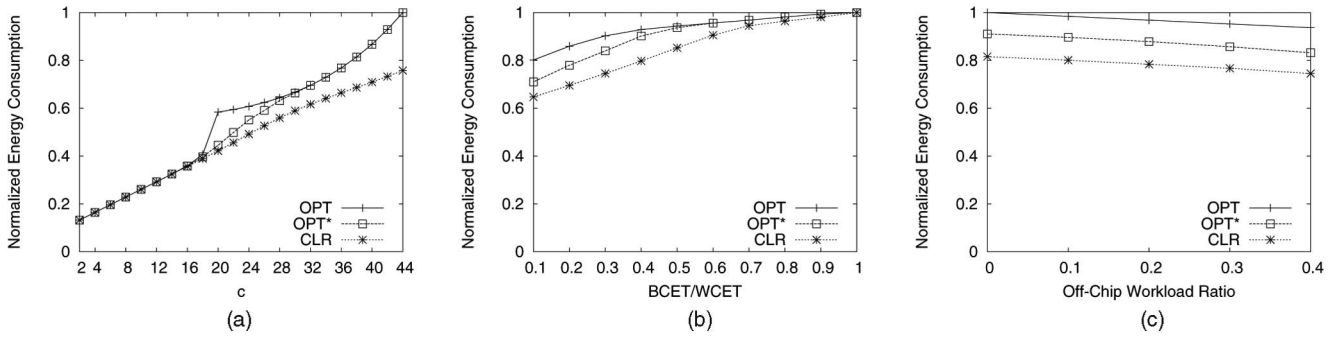 Normalized Energy Consumption
1
0.8
0.6
0.4
0.2
0
OPT
OPT*
CLR
2 4 8 12 16 20 24 28 32 36 40 44
c
(a)
Normalized Energy Consumption
1
0.8
0.6
0.4
0.2
0
OPT
OPT*
CLR
0.1 0.2 0.3 0.4 0.5 0.6 0.7 0.8 0.9 1
BCET/WCET
(b)
Normalized Energy Consumption
1
0.8
0.6
0.4
0.2
0
OPT
OPT*
CLR
0 0.1 0.2 0.3 0.4
Off-Chip Workload Ratio
(c)